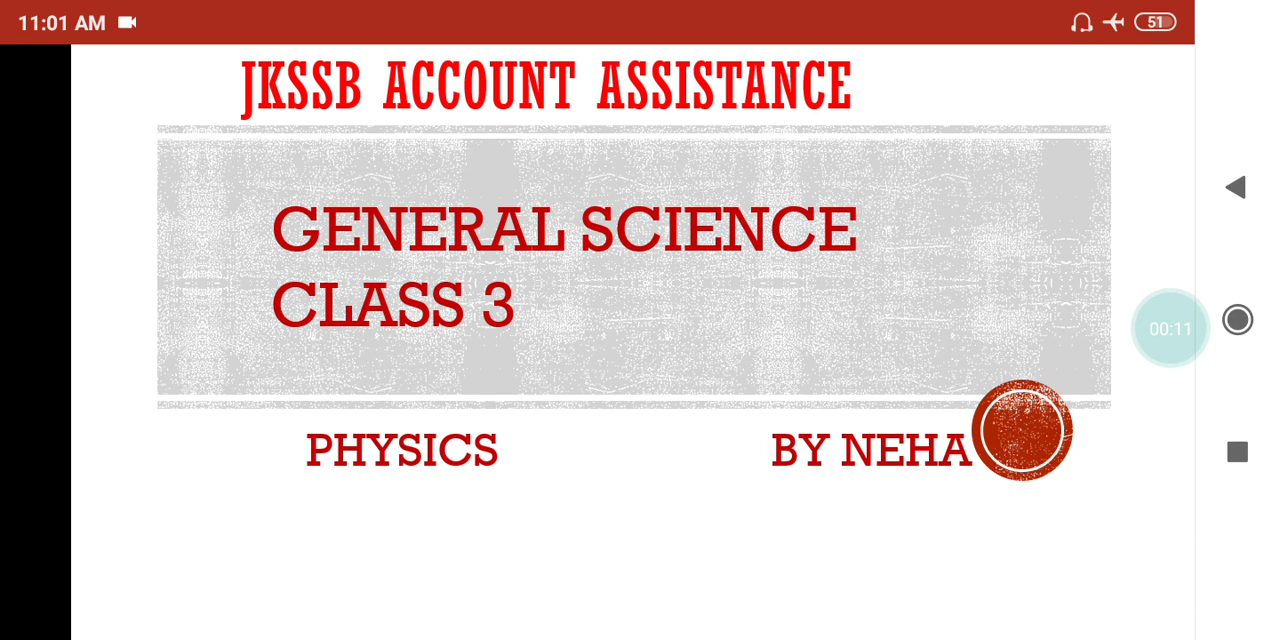 11:01 AM
51
JKSSB ACCOUNT ASSISTANCE
GENERAL SCIENCE
CLASS 3
00:11
PHYSICS
BY NEHA